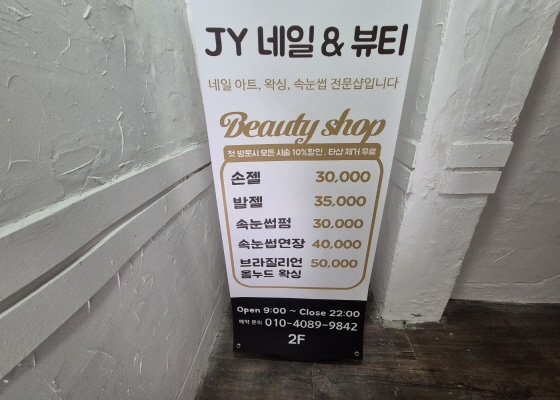 JY 네일 & 뷰티
네일 아트, 왁싱, 속눈썹 전문샵입니다
Beauty shop
첫 방문시 모든 시술 10%할인, 타샵 제거 무료
손젤 30,000
발젤 35,000
속눈썹펌 30,000
속눈썹연장 40,000
브라질리언 50,000
올누드 왁싱
Open 9:00 ~ Close 22:00
예약 문의 010-4089-9842
2F